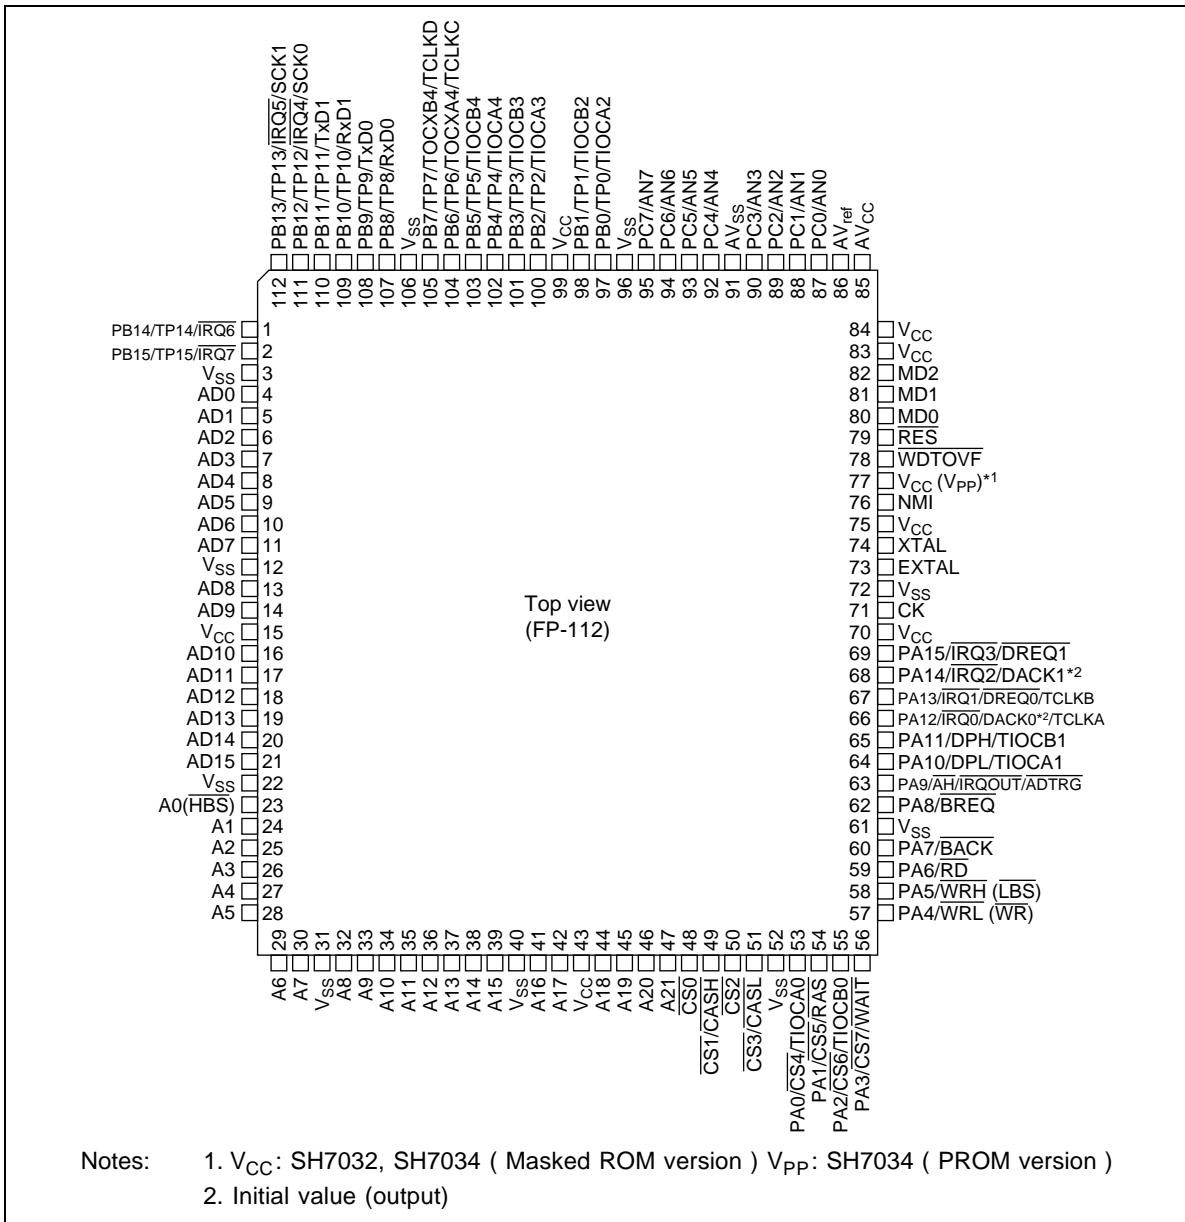 PB13/TP13/IRQ5/SCK1
PB12/TP12/IRQ4/SCK0
PB11/TP11/TxD1
PB10/TP10/RxD1
PB9/TP9/TxD0
PB8/TP8/RxD0
VSS
PB7/TP7/TOCXB4/TCLKD
PB6/TP6/TOCXA4/TCLKC
PB5/TP5/TIOCB4
PB4/TP4/TIOCA4
PB3/TP3/TIOCB3
PB2/TP2/TIOCA3
VCC
PB1/TP1/TIOCB2
PB0/TP0/TIOCA2
VSS
PC7/AN7
PC6/AN6
PC5/AN5
PC4/AN4
AVSS
PC3/AN3
PC2/AN2
PC1/AN1
PC0/AN0
AVref
AVCC
112
111
110
109
108
107
106
105
104
103
102
101
100
99
98
97
96
95
94
93
92
91
90
89
88
87
86
85
PB14/TP14/IRQ6 1
PB15/TP15/IRQ7 2
VSS 3
AD0 4
AD1 5
AD2 6
AD3 7
AD4 8
AD5 9
AD6 10
AD7 11
VSS 12
AD8 13
AD9 14
VCC 15
AD10 16
AD11 17
AD12 18
AD13 19
AD14 20
AD15 21
VSS 22
A0(HBS) 23
A1 24
A2 25
A3 26
A4 27
A5 28
Top view
(FP-112)
84 VCC
83 VCC
82 MD2
81 MD1
80 MD0
79 RES
78 WDTOVF
77 VCC (VPP)*1
76 NMI
75 VCC
74 XTAL
73 EXTAL
72 VSS
71 CK
70 VCC
69 PA15/IRQ3/DREQ1
68 PA14/IRQ2/DACK1*2
67 PA13/IRQ1/DREQ0/TCLKB
66 PA12/IRQ0/DACK0*2/TCLKA
65 PA11/DPH/TIOCB1
64 PA10/DPL/TIOCA1
63 PA9/AH/IRQOUT/ADTRG
62 PA8/BREQ
61 VSS
60 PA7/BACK
59 PA6/RD
58 PA5/WRH (LBS)
57 PA4/WRL (WR)
29
30
31
32
33
34
35
36
37
38
39
40
41
42
43
44
45
46
47
48
49
50
51
52
53
54
55
56
A6
A7
VSS
A8
A9
A10
A11
A12
A13
A14
A15
VSS
A16
A17
VCC
A18
A19
A20
A21
CS0
CS1/CASH
CS2
CS3/CASL
VSS
PA0/CS4/TIOCA0
PA1/CS5/RAS
PA2/CS6/TIOCB0
PA3/CS7/WAIT
Notes: 1. VCC: SH7032, SH7034 ( Masked ROM version ) VPP: SH7034 ( PROM version )
2. Initial value (output)